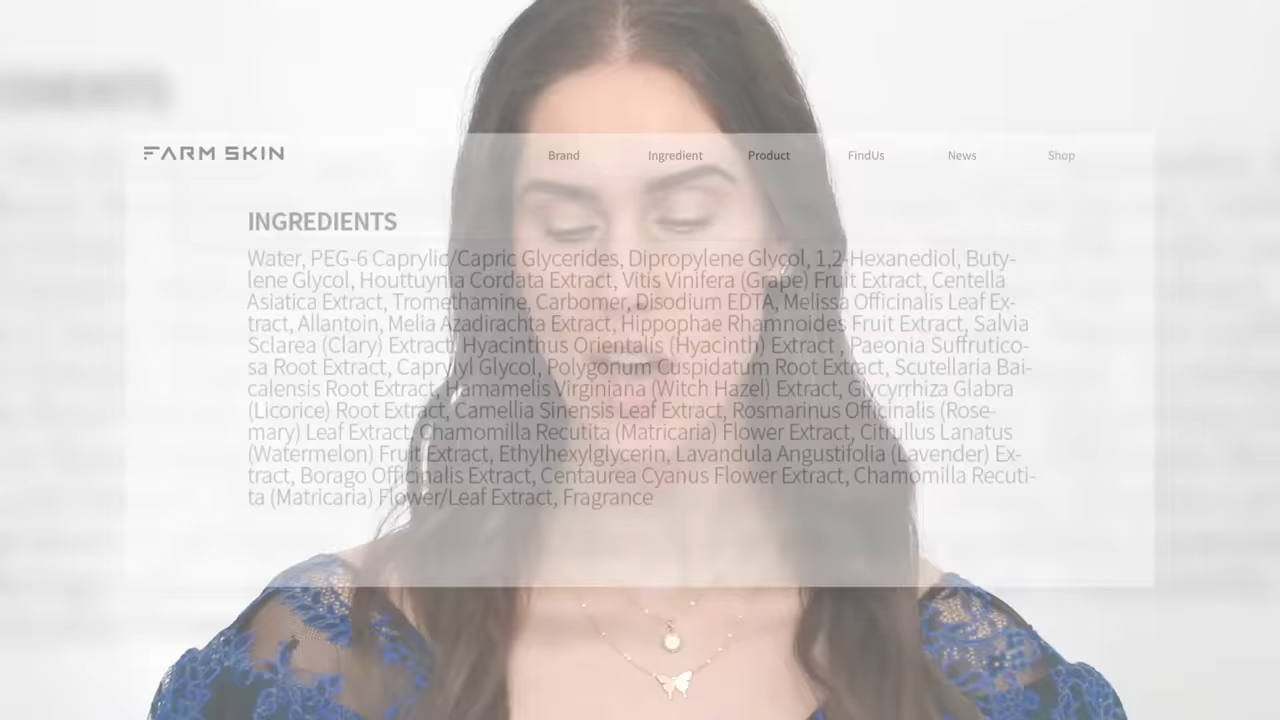 FARM SKIN
Brand Ingredient Product FindUs News Shop
INGREDIENTS
Water, PEG-6 Caprylic/Capric Glycerides, Dipropylene Glycol, 1,2-Hexanediol, Buty-
lene Glycol, Houttuynia Cordata Extract, Vitis Vinifera (Grape) Fruit Extract, Centella
Asiatica Extract, Tromethamine, Carbomer, Disodium EDTA, Melissa Officinalis Leaf Ex-
tract, Allantoin, Melia Azadirachta Extract, Hippophae Rhamnoides Fruit Extract, Salvia
Sclarea (Clary) Extract, Hyacinthus Orientalis (Hyacinth) Extract , Paeonia Suffrutico-
sa Root Extract, Caprylyl Glycol, Polygonum Cuspidatum Root Extract, Scutellaria Bai-
calensis Root Extract, Hamamelis Virginiana (Witch Hazel) Extract, Glycyrrhiza Glabra
(Licorice) Root Extract, Camellia Sinensis Leaf Extract, Rosmarinus Officinalis (Rose-
mary) Leaf Extract, Chamomilla Recutita (Matricaria) Flower Extract, Citrullus Lanatus
(Watermelon) Fruit Extract, Ethylhexylglycerin, Lavandula Angustifolia (Lavender) Ex-
tract, Borago Officinalis Extract, Centaurea Cyanus Flower Extract, Chamomilla Recuti-
ta (Matricaria) Flower/Leaf Extract, Fragrance